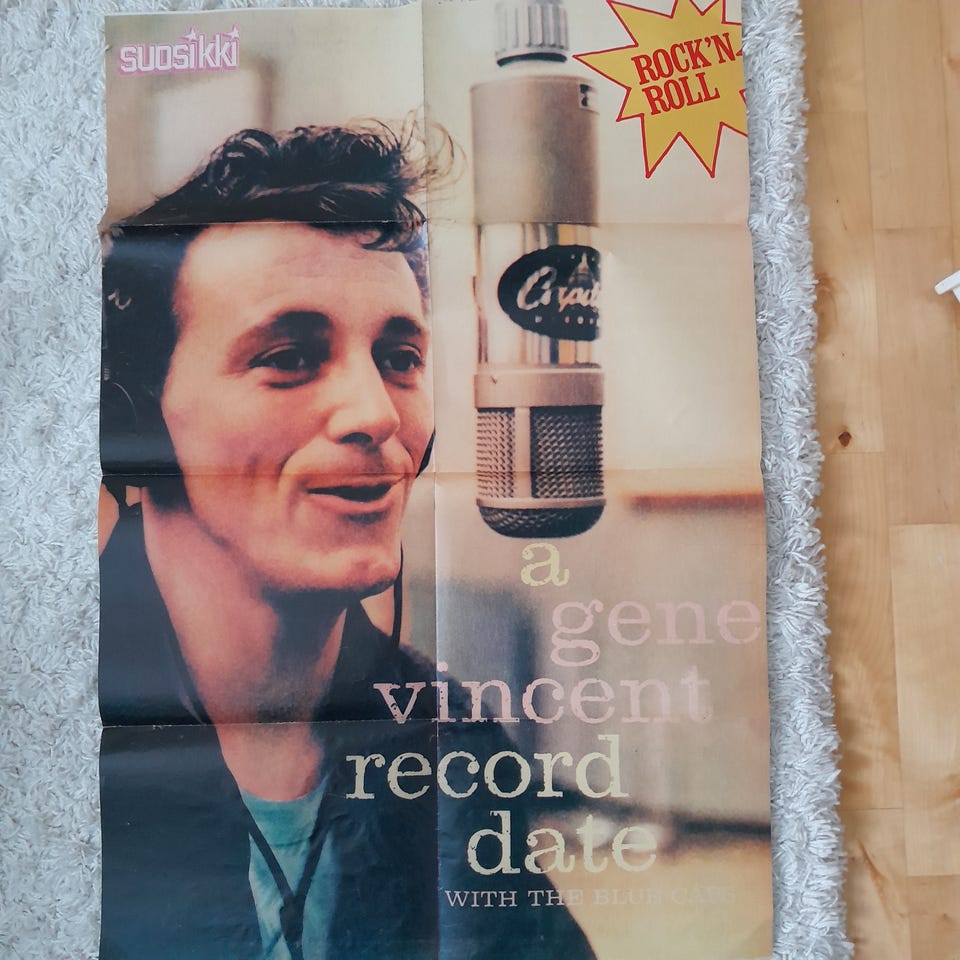 suosikki
ROCK'N
ROLL
a
gene
vincent
record
date
WITH THE BLUE CAPS